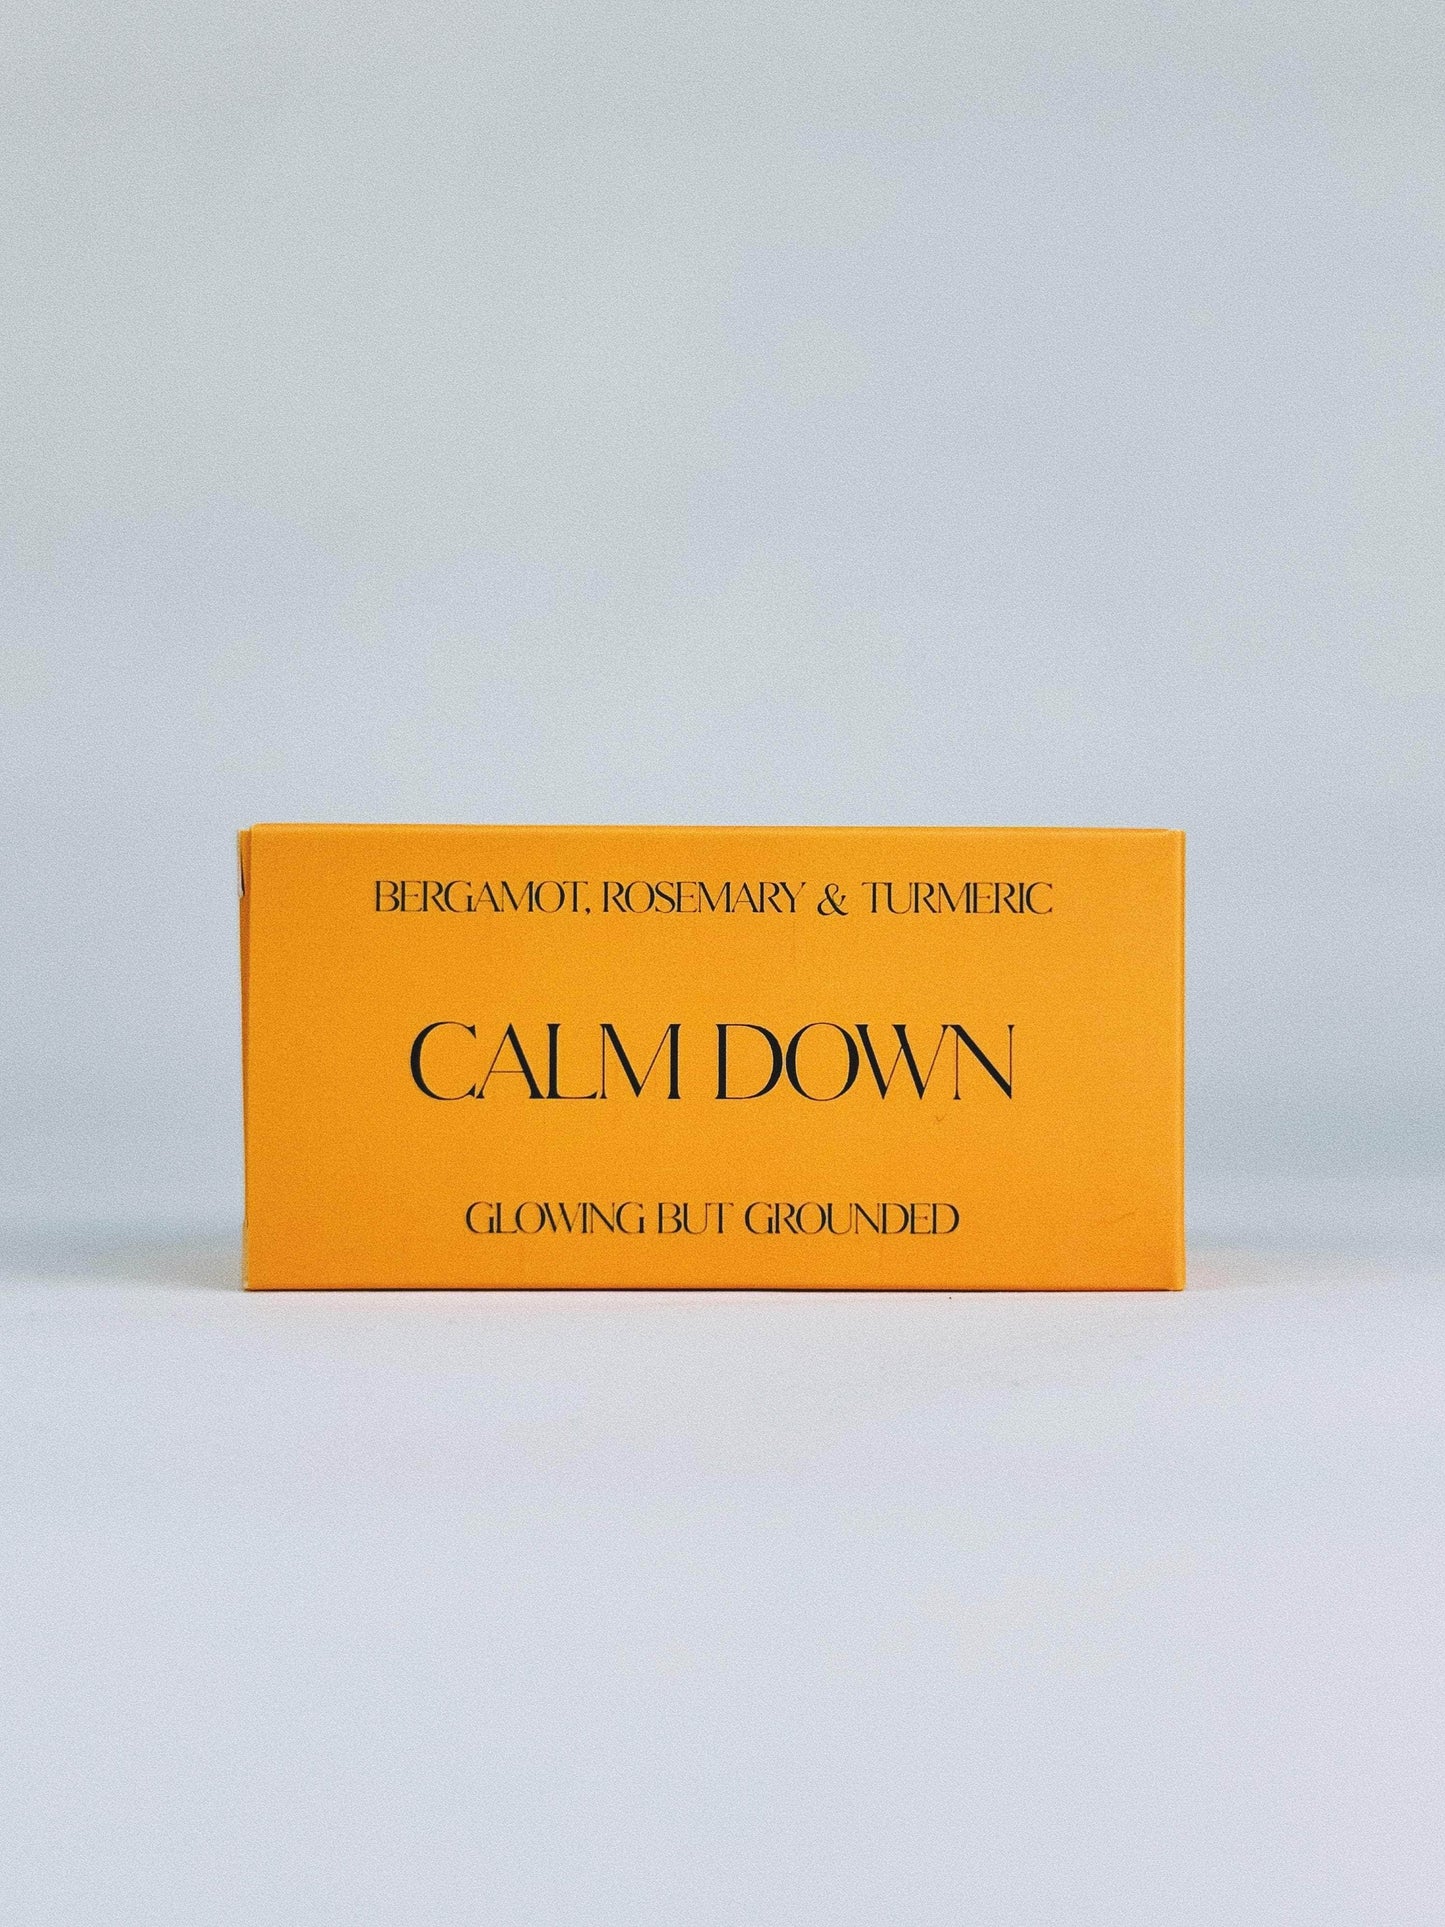 BERGAMOT, ROSEMARY & TURMERIC
CALM DOWN
GLOWING BUT GROUNDED